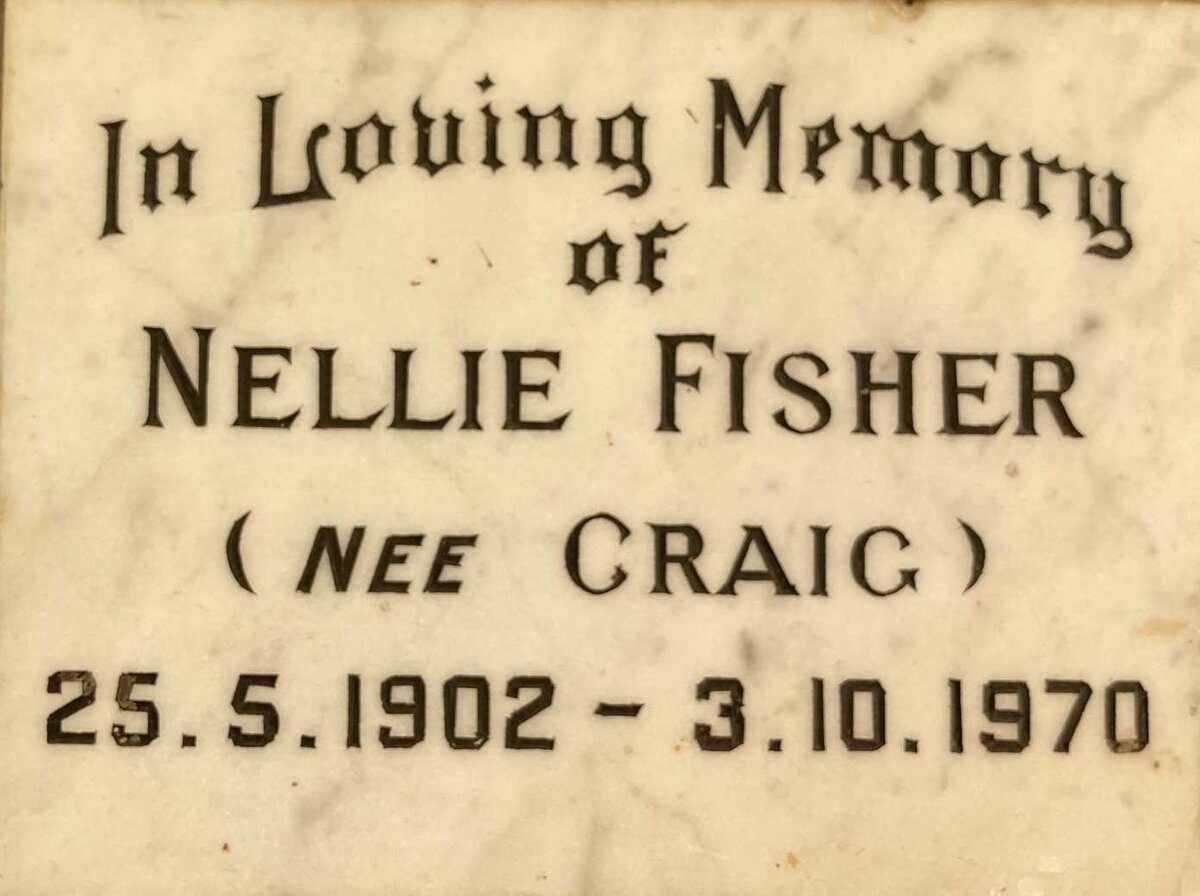 In Loving Memory
of
NELLIE FISHER
(NEE CRAIG)
25.5.1902 - 3.10.1970